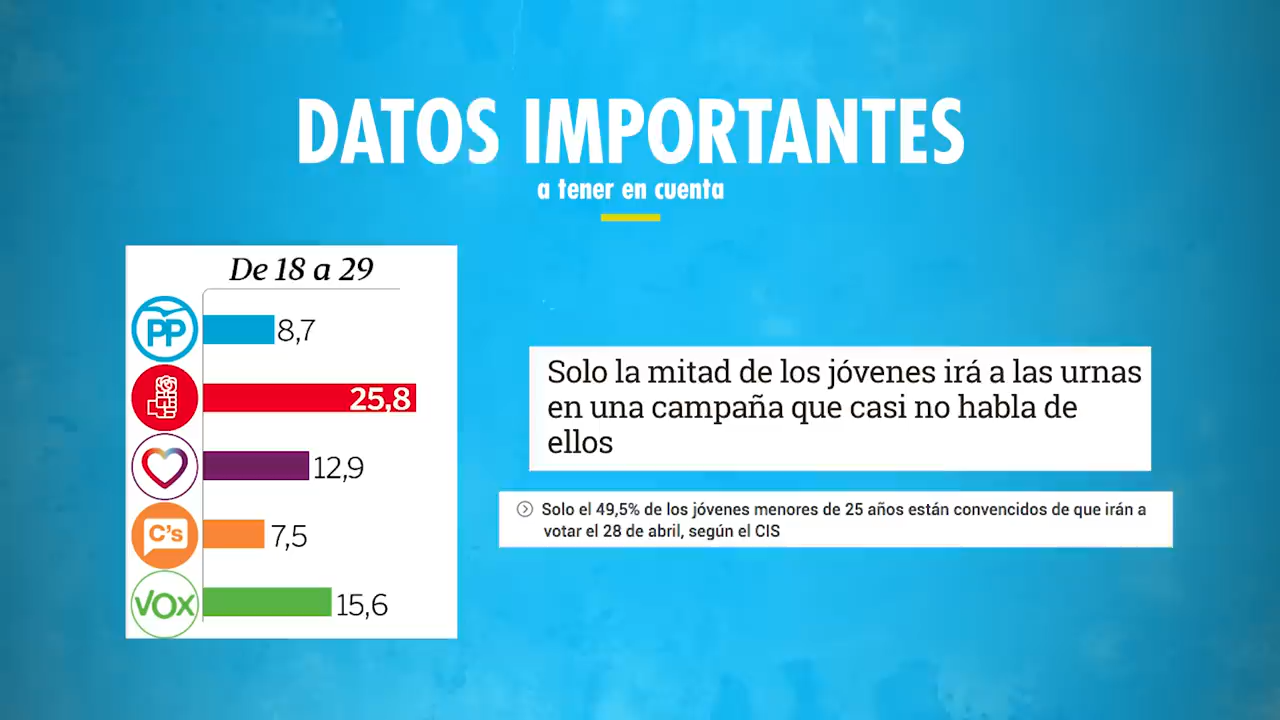 DATOS IMPORTANTES
a tener en cuenta
De 18 a 29
PP
8,7
25,8
12,9
C's
7,5
VOX
15,6
Solo la mitad de los jóvenes irá a las urnas
en una campaña que casi no habla de
ellos
Solo el 49,5% de los jóvenes menores de 25 años están convencidos de que irán a
votar el 28 de abril, según el CIS